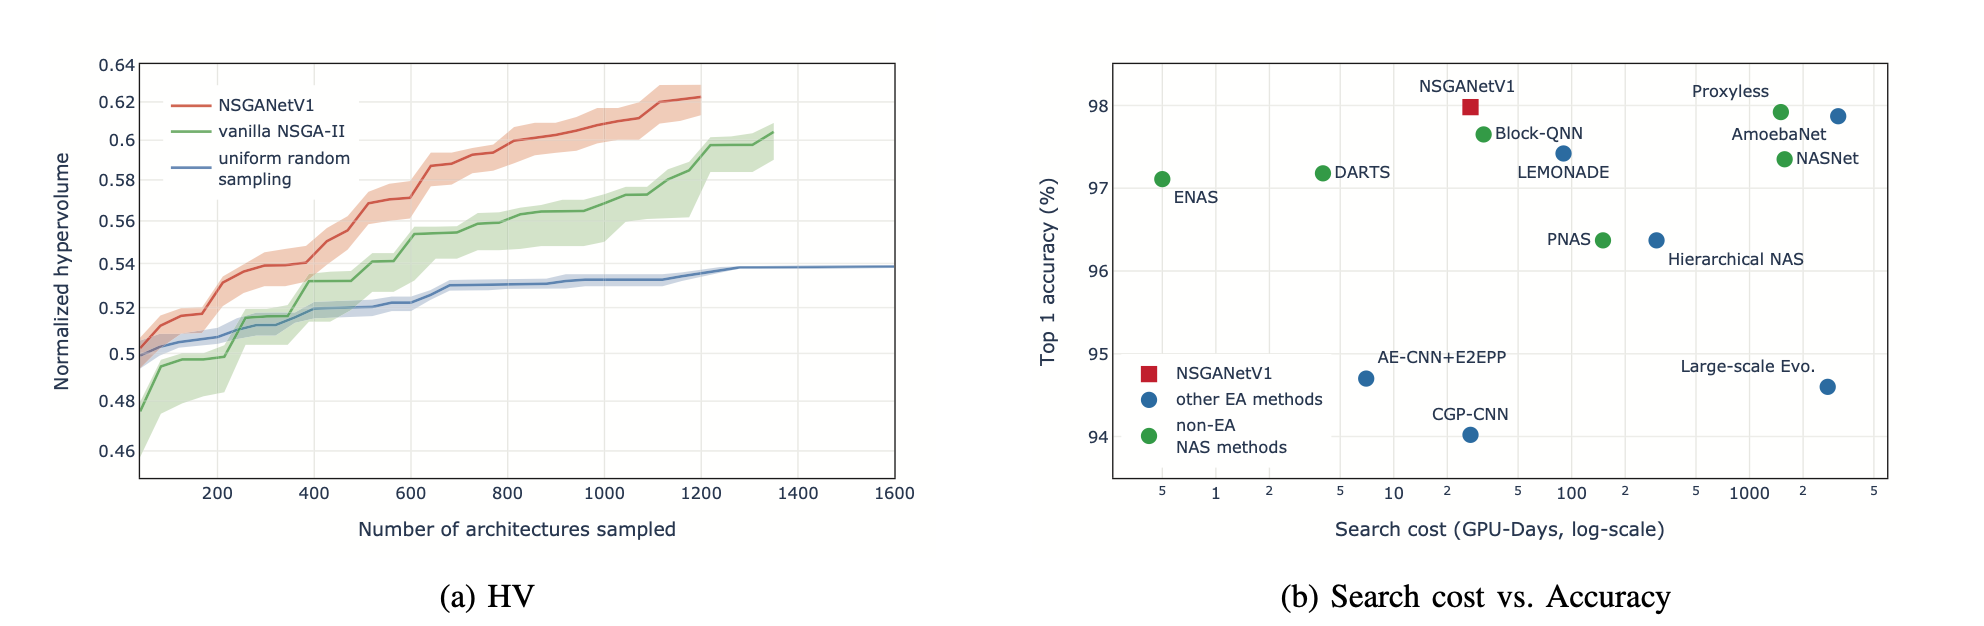 0.64
0.62
0.6
0.58
0.56
0.54
0.52
0.5
0.48
0.46
Normalized hypervolume
NSGANetV1
vanilla NSGA-II
uniform random
sampling
200 400 600 800 1000 1200 1400 1600
Number of architectures sampled
(a) HV
98
97
96
95
94
Top 1 accuracy (%)
NSGANetV1
Proxyless
Block-QNN
AmoebaNet
LEMONADE
NASNet
DARTS
ENAS
PNAS
Hierarchical NAS
AE-CNN+E2EPP
Large-scale Evo.
CGP-CNN
NSGANetV1
other EA methods
non-EA
NAS methods
5 1 2 5 10 2 5 100 2 5 1000 2 5
Search cost (GPU-Days, log-scale)
(b) Search cost vs. Accuracy